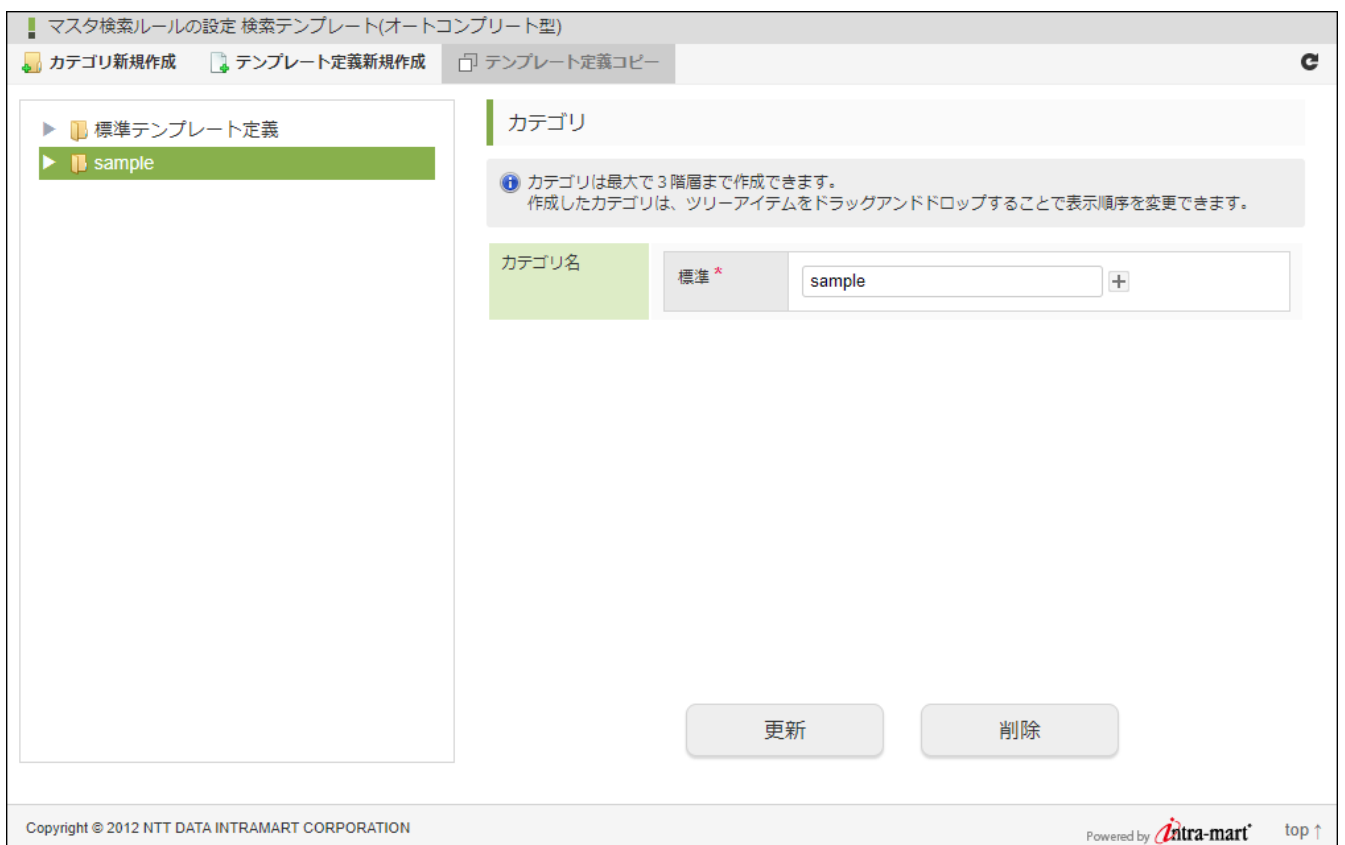 マスタ検索ルールの設定 検索テンプレート(オートコンプリート型)
カテゴリ新規作成 テンプレート定義新規作成 テンプレート定義コピー
標準テンプレート定義
sample
カテゴリ
カテゴリは最大で３階層まで作成できます。
作成したカテゴリは、ツリーアイテムをドラッグアンドドロップすることで表示順序を変更できます。
カテゴリ名
標準 * sample
更新 削除
Copyright © 2012 NTT DATA INTRAMART CORPORATION
Powered by intra-mart top ↑